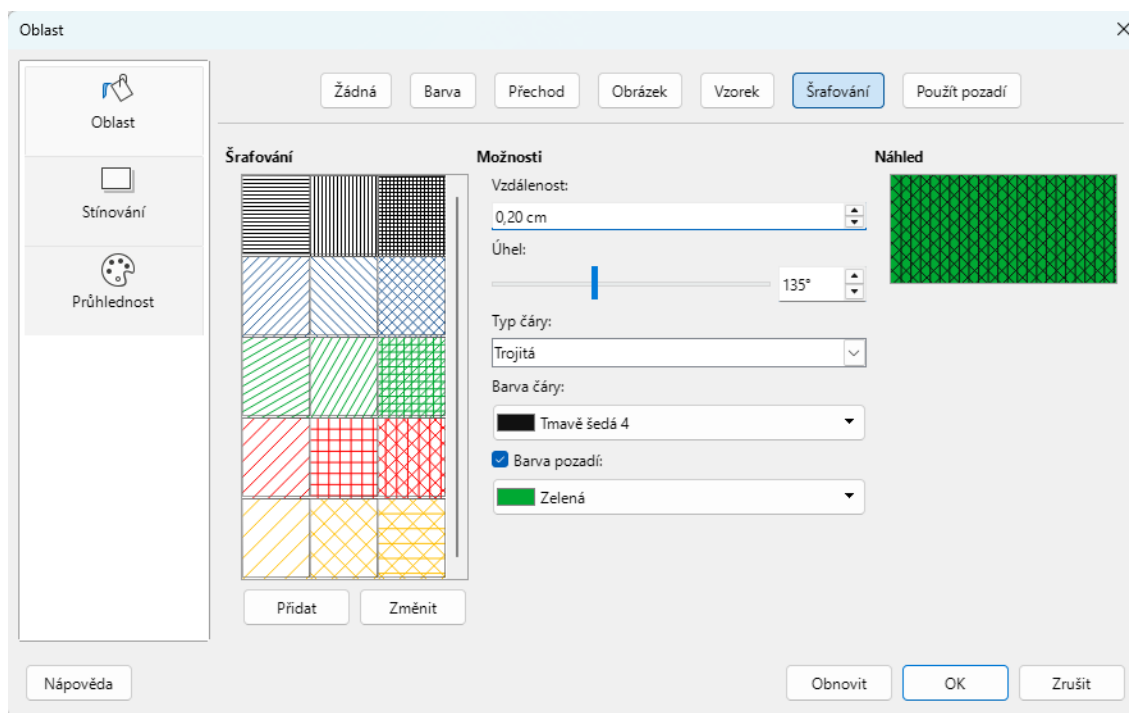 Oblast
Oblast
Stínování
Průhlednost
Žádná Barva Přechod Obrázek Vzorek Šrafování Použít pozadí
Šrafování
Přidat Změnit
Možnosti
Vzdálenost:
0,20 cm
Úhel:
135°
Typ čáry:
Trojitá
Barva čáry:
Tmavě šedá 4
Barva pozadí:
Zelená
Náhled
Nápověda Obnovit OK Zrušit